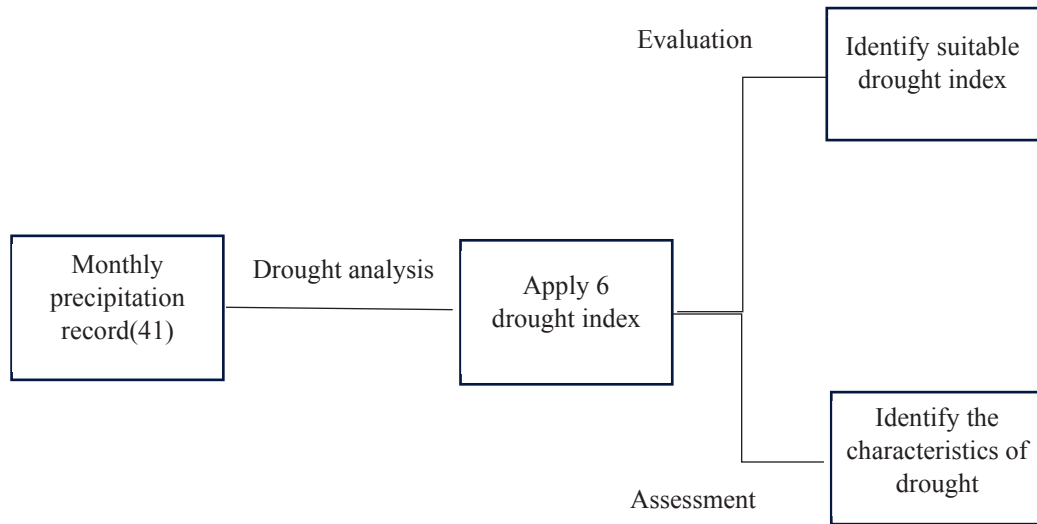 Evaluation
Identify suitable
drought index
Monthly
precipitation
record(41)
Drought analysis
Apply 6
drought index
Identify the
characteristics of
drought
Assessment